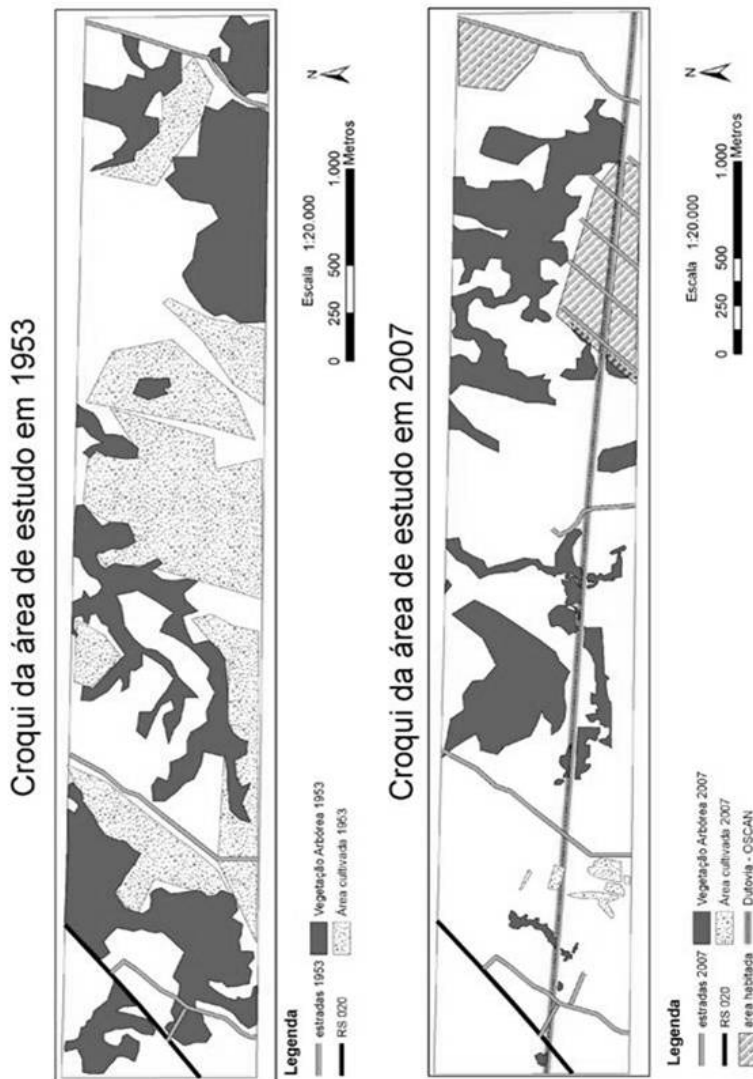 Croqui da área de estudo em 1953
Legenda
estradas 1953
RS 020
Vegetação Arbórea 1953
Área cultivada 1953
Escala 1:20.000
0 250 500 1.000
Metros
N
Croqui da área de estudo em 2007
Legenda
estradas 2007
RS 020
area habitada
Vegetação Arbórea 2007
Área cultivada 2007
Dutovia - OSCAN
Escala 1:20.000
0 250 500 1.000
Metros
N